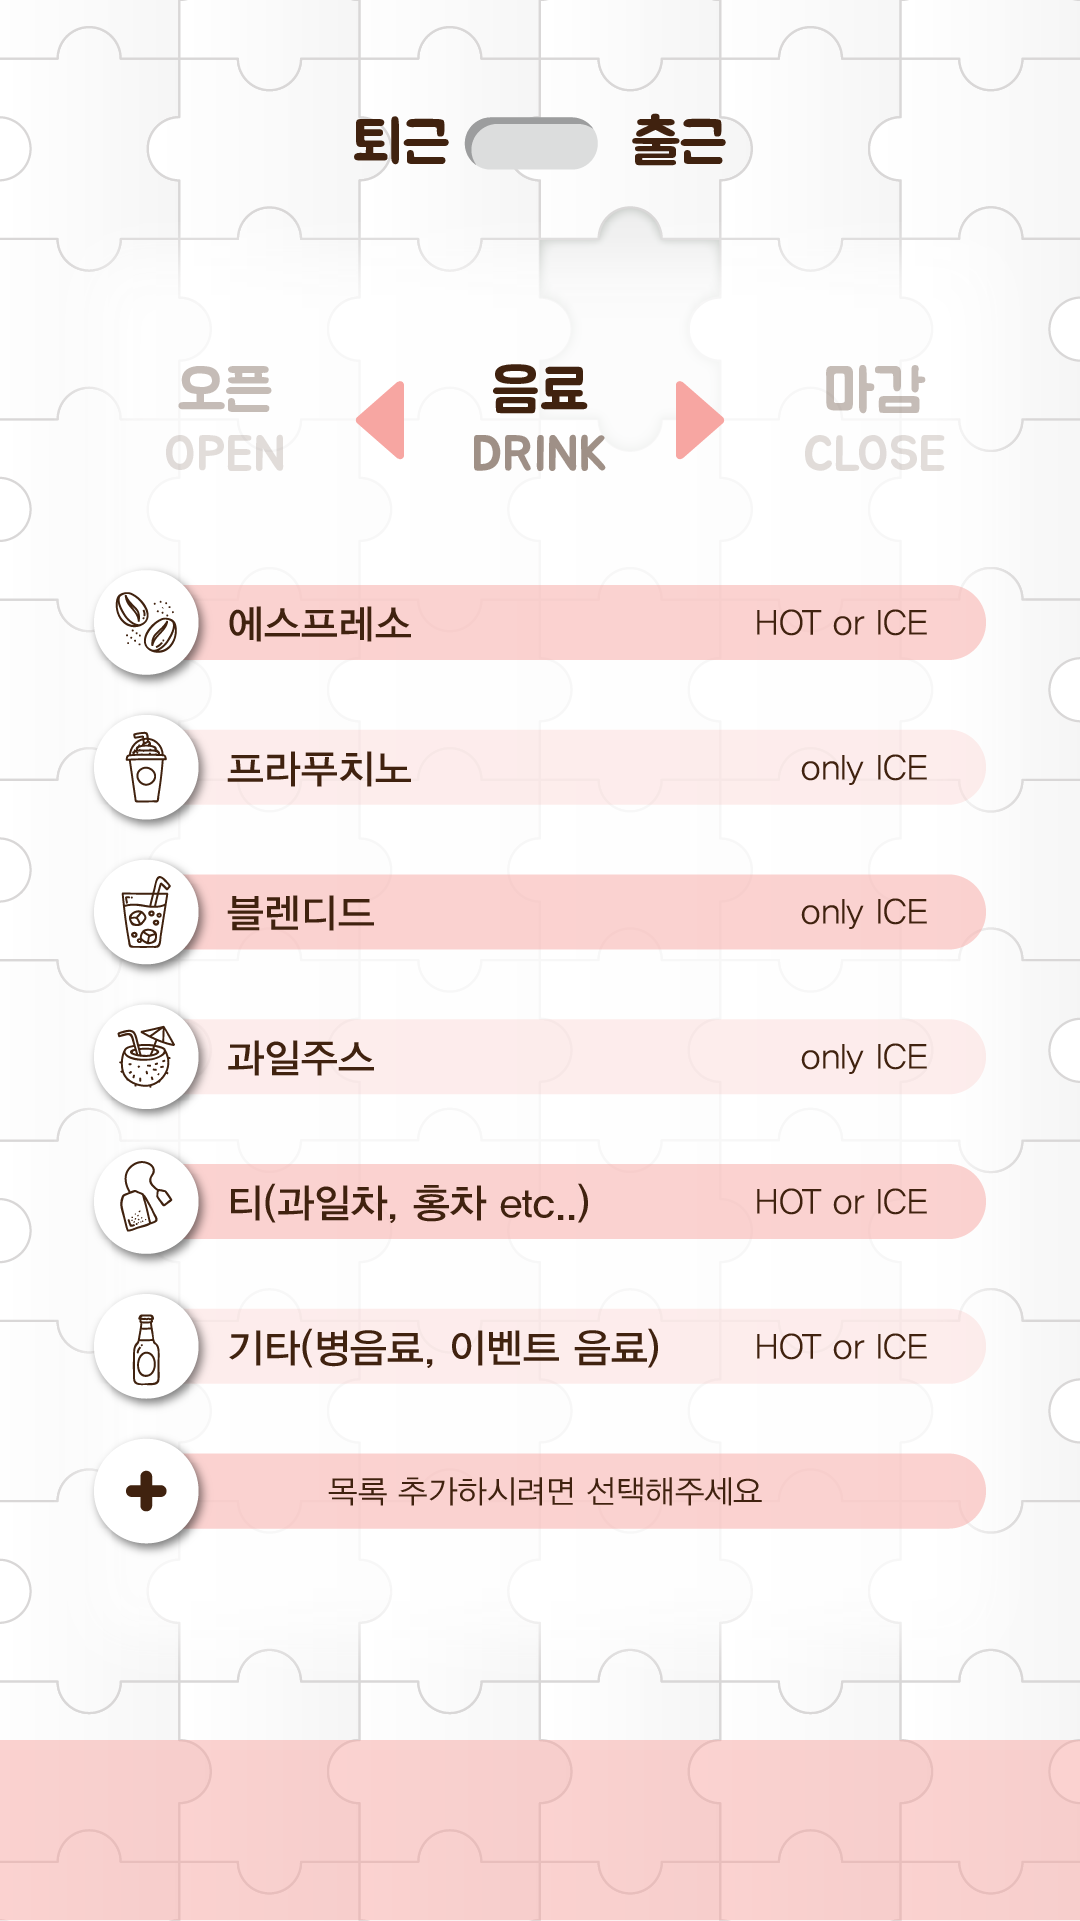 퇴근 출근
오픈 음료 마감
OPEN DRINK CLOSE
에스프레소 HOT or ICE
프라푸치노 only ICE
블렌디드 only ICE
과일주스 only ICE
티(과일차, 홍차 etc..) HOT or ICE
기타(병음료, 이벤트 음료) HOT or ICE
목록 추가하시려면 선택해주세요